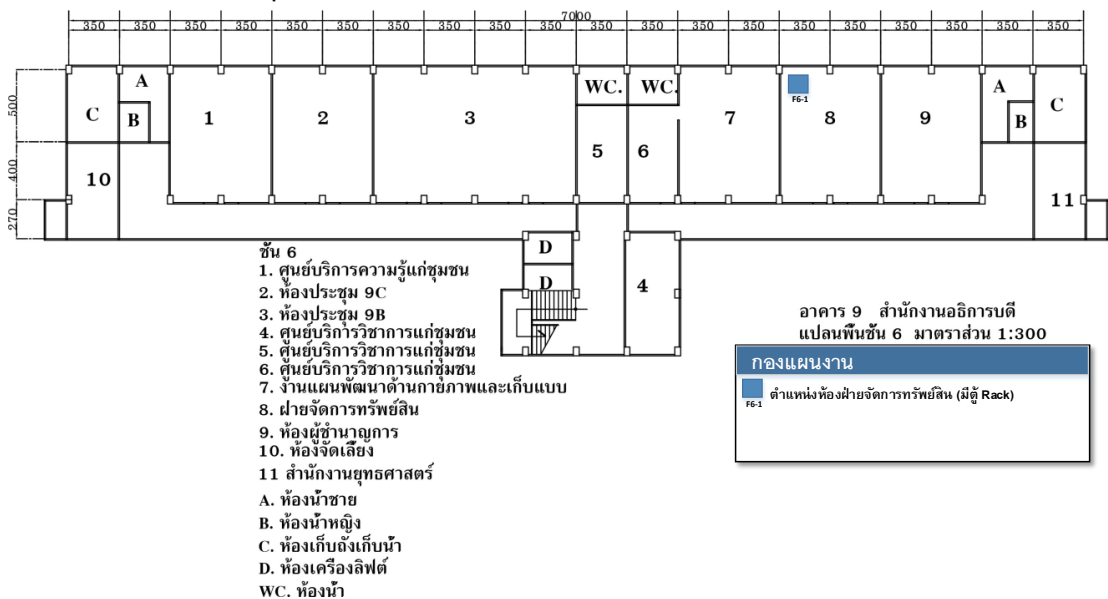 7000
350 350 350 350 350 350 350 350 350 350 350 350 350 350 350 350 350 350 350 350
500
400
270
A
B
C
10
1
2
3
WC.
WC.
5
6
7
F6-1
8
9
A
B
C
11
D
D
4
ชั้น 6
1. ศูนย์บริการความรู้แก่ชุมชน
2. ห้องประชุม 9C
3. ห้องประชุม 9B
4. ศูนย์บริการวิชาการแก่ชุมชน
5. ศูนย์บริการวิชาการแก่ชุมชน
6. ศูนย์บริการวิชาการแก่ชุมชน
7. งานแผนพัฒนาด้านกายภาพและเก็บแบบ
8. ฝ่ายจัดการทรัพย์สิน
9. ห้องผู้ชำนาญการ
10. ห้องจัดเลี้ยง
11 สำนักงานยุทธศาสตร์
A. ห้องน้ำชาย
B. ห้องน้ำหญิง
C. ห้องเก็บถังเก็บน้ำ
D. ห้องเครื่องลิฟต์
WC. ห้องน้ำ
อาคาร 9 สำนักงานอธิการบดี
แปลนพื้นชั้น 6 มาตราส่วน 1:300
กองแผนงาน
F6-1 ตำแหน่งห้องฝ่ายจัดการทรัพย์สิน (มีตู้ Rack)